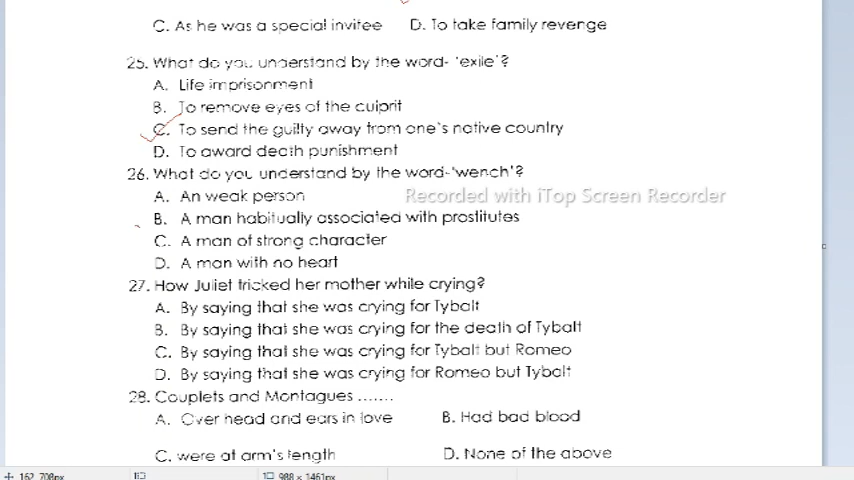 C. As he was a special invitee D. To take family revenge
25. What do you understand by the word- ‘exile’?
A. Life imprisonment
B. To remove eyes of the culprit
C. To send the guilty away from one`s native country
D. To award death punishment
26. What do you understand by the word-‘wench’?
A. An weak person
Recorded with iTop Screen Recorder
B. A man habitually associated with prostitutes
C. A man of strong character
D. A man with no heart
27. How Juliet tricked her mother while crying?
A. By saying that she was crying for Tybalt
B. By saying that she was crying for the death of Tybalt
C. By saying that she was crying for Tybalt but Romeo
D. By saying that she was crying for Romeo but Tybalt
28. Couplets and Montagues .......
A. Over head and ears in love B. Had bad blood
C. were at arm's length D. None of the above
162, 708px 988 × 1461px